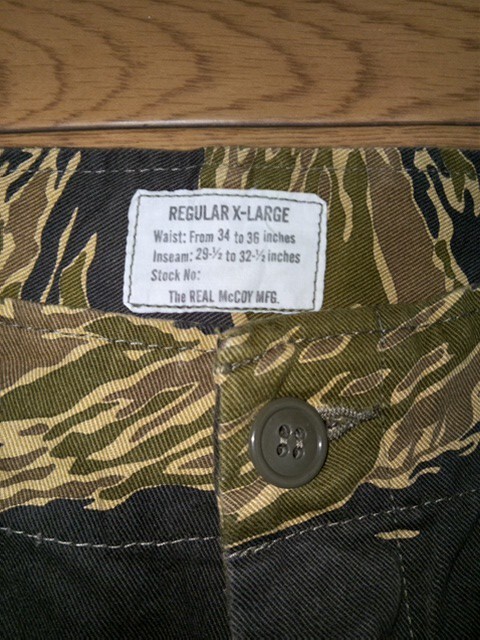 REGULAR X-LARGE
Waist: From 34 to 36 inches
Inseam: 29-½ to 32-½ inches
Stock No:
The REAL McCOY MFG.